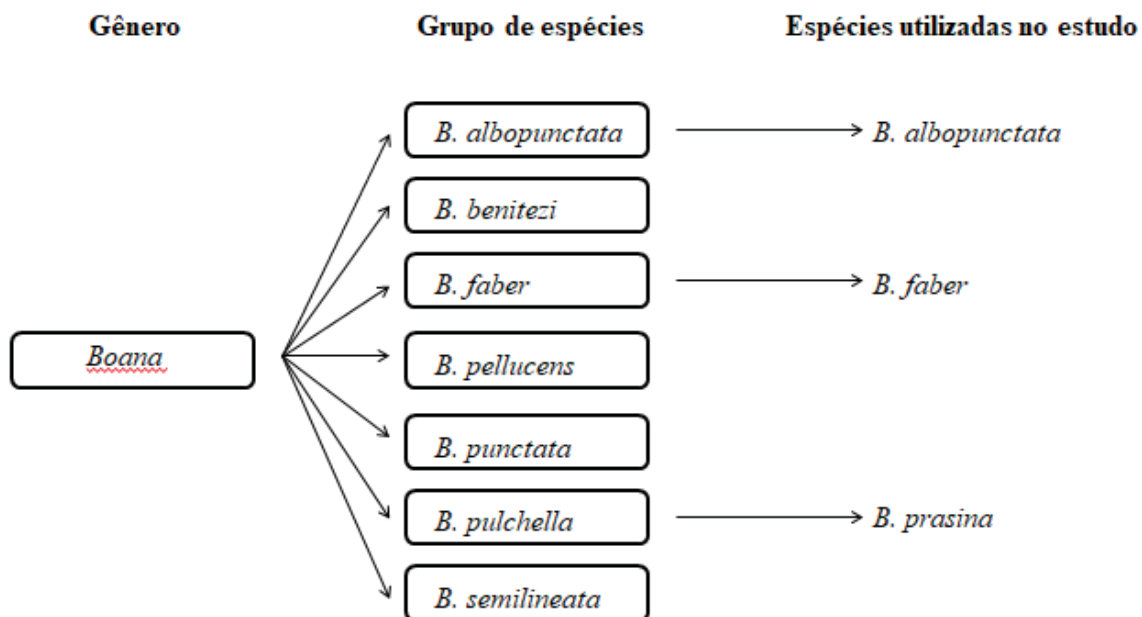 Gênero Grupo de espécies Espécies utilizadas no estudo
B. albopunctata B. albopunctata
B. benitezi
B. faber B. faber
Boana B. pellucens
B. punctata
B. pulchella B. prasina
B. semilineata